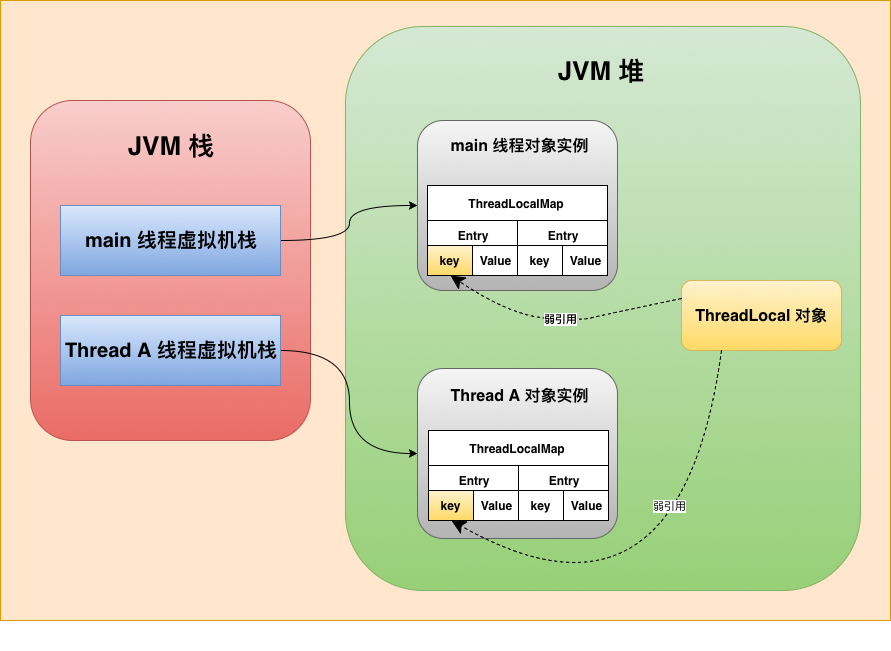 JVM 栈
main 线程虚拟机栈
Thread A 线程虚拟机栈
JVM 堆
main 线程对象实例
ThreadLocalMap
Entry Entry
key Value key Value
弱引用
ThreadLocal 对象
Thread A 对象实例
ThreadLocalMap
Entry Entry
key Value key Value
弱引用